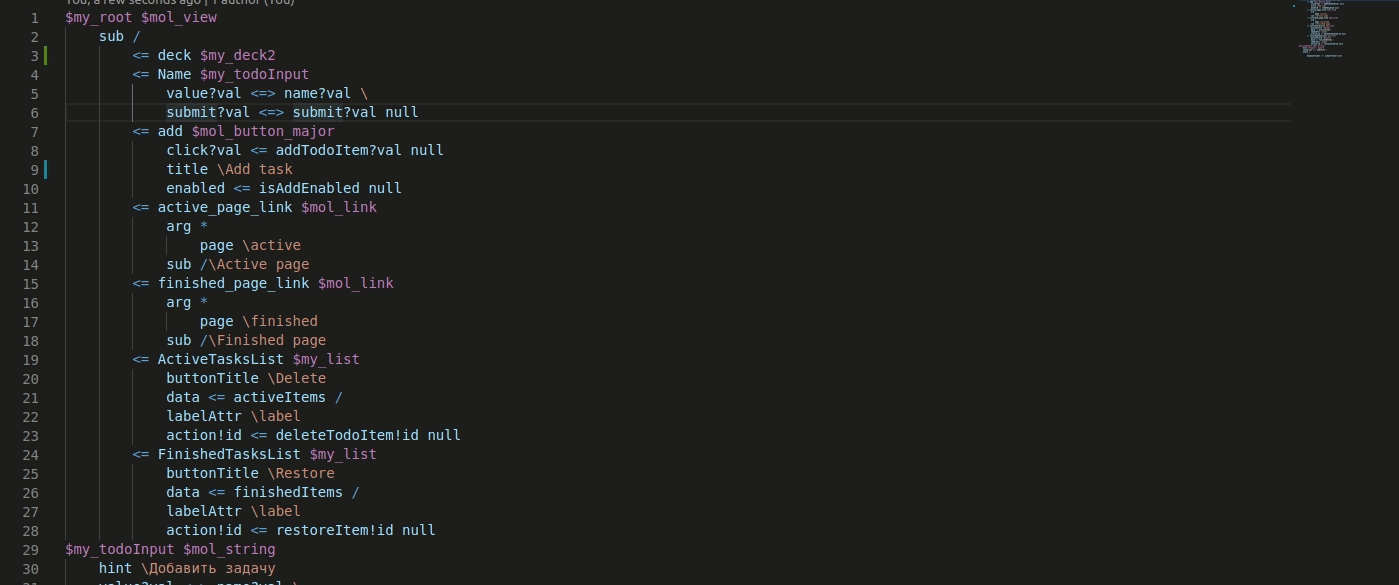 You, a few seconds ago | 1 author (You)
1 $my_root $mol_view
2 sub /
3 <= deck $my_deck2
4 <= Name $my_todoInput
5 value?val <=> name?val \
6 submit?val <=> submit?val null
7 <= add $mol_button_major
8 click?val <= addTodoItem?val null
9 title \Add task
10 enabled <= isAddEnabled null
11 <= active_page_link $mol_link
12 arg *
13 page \active
14 sub /\Active page
15 <= finished_page_link $mol_link
16 arg *
17 page \finished
18 sub /\Finished page
19 <= ActiveTasksList $my_list
20 buttonTitle \Delete
21 data <= activeItems /
22 labelAttr \label
23 action!id <= deleteTodoItem!id null
24 <= FinishedTasksList $my_list
25 buttonTitle \Restore
26 data <= finishedItems /
27 labelAttr \label
28 action!id <= restoreItem!id null
29 $my_todoInput $mol_string
30 hint \Добавить задачу
31 value?val <=> name?val \